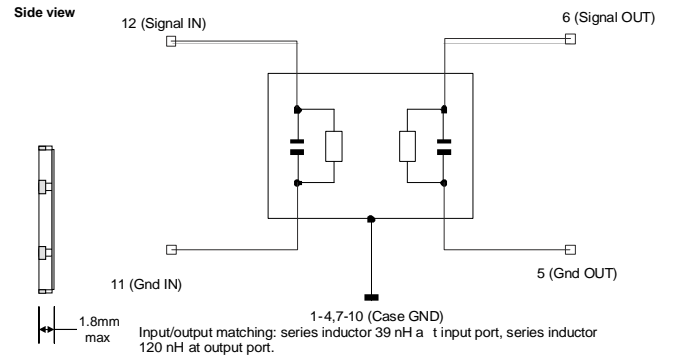 Side view
12 (Signal IN)
6 (Signal OUT)
11 (Gnd IN)
5 (Gnd OUT)
1.8mm
max
1-4,7-10 (Case GND)
Input/output matching: series inductor 39 nH a t input port, series inductor
120 nH at output port.